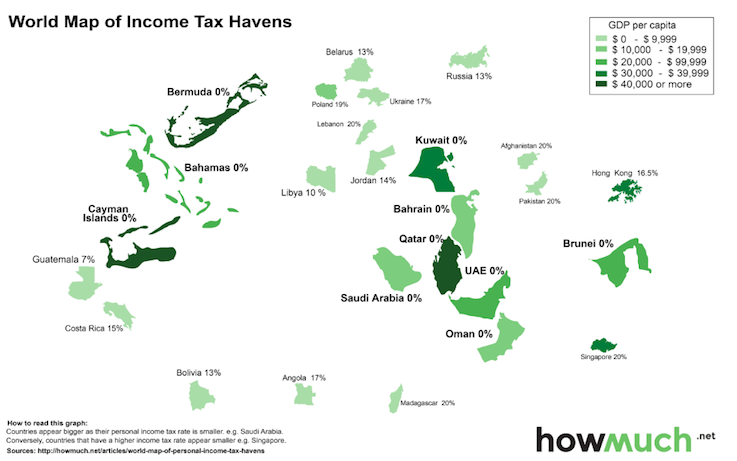 World Map of Income Tax Havens
GDP per capita
$ 0 - $ 9,999
$ 10,000 - $ 19,999
$ 20,000 - $ 99,999
$ 30,000 - $ 39,999
$ 40,000 or more
Belarus 13%
Russia 13%
Bermuda 0%
Poland 19%
Ukraine 17%
Lebanon 20%
Kuwait 0%
Afghanistan 20%
Bahamas 0%
Jordan 14%
Hong Kong 16.5%
Libya 10 %
Pakistan 20%
Cayman
Islands 0%
Bahrain 0%
Qatar 0%
Brunei 0%
Guatemala 7%
UAE 0%
Saudi Arabia 0%
Costa Rica 15%
Oman 0%
Singapore 20%
Bolivia 13%
Angola 17%
Madagascar 20%
How to read this graph:
Countries appear bigger as their personal income tax rate is smaller. e.g. Saudi Arabia.
Conversely, countries that have a higher income tax rate appear smaller e.g. Singapore.
Sources: http://howmuch.net/articles/world-map-of-personal-income-tax-havens
howmuch.net